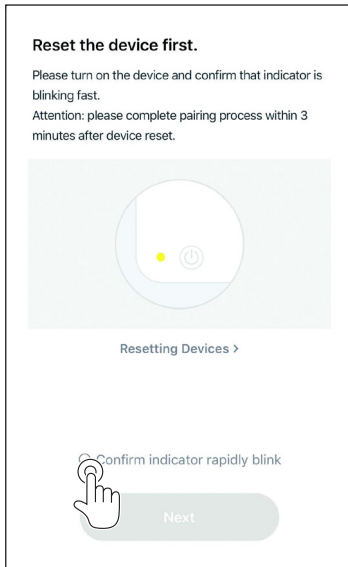 Reset the device first.
Please turn on the device and confirm that indicator is
blinking fast.
Attention: please complete pairing process within 3
minutes after device reset.
Resetting Devices >
Confirm indicator rapidly blink
Next